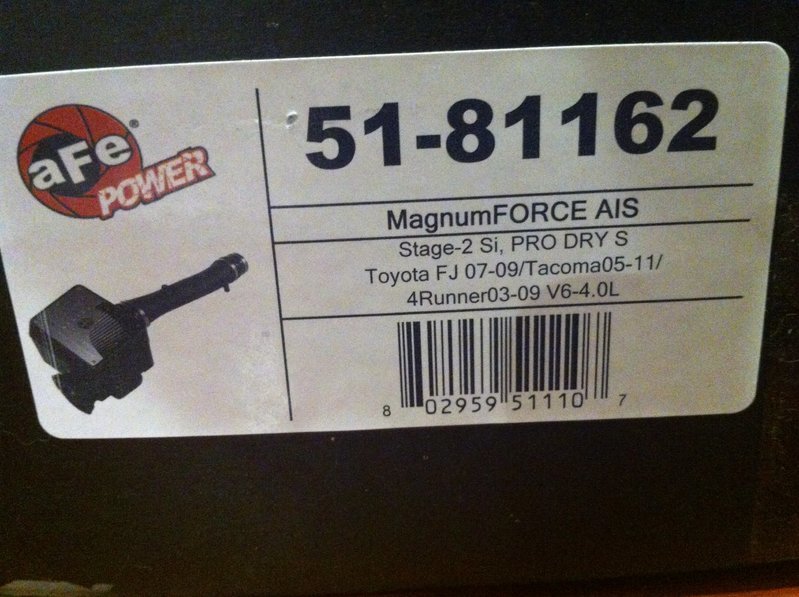 aFe®
POWER
51-81162
MagnumFORCE AIS
Stage-2 Si, PRO DRY S
Toyota FJ 07-09/Tacoma05-11/
4Runner03-09 V6-4.0L
8 02959 51110 7